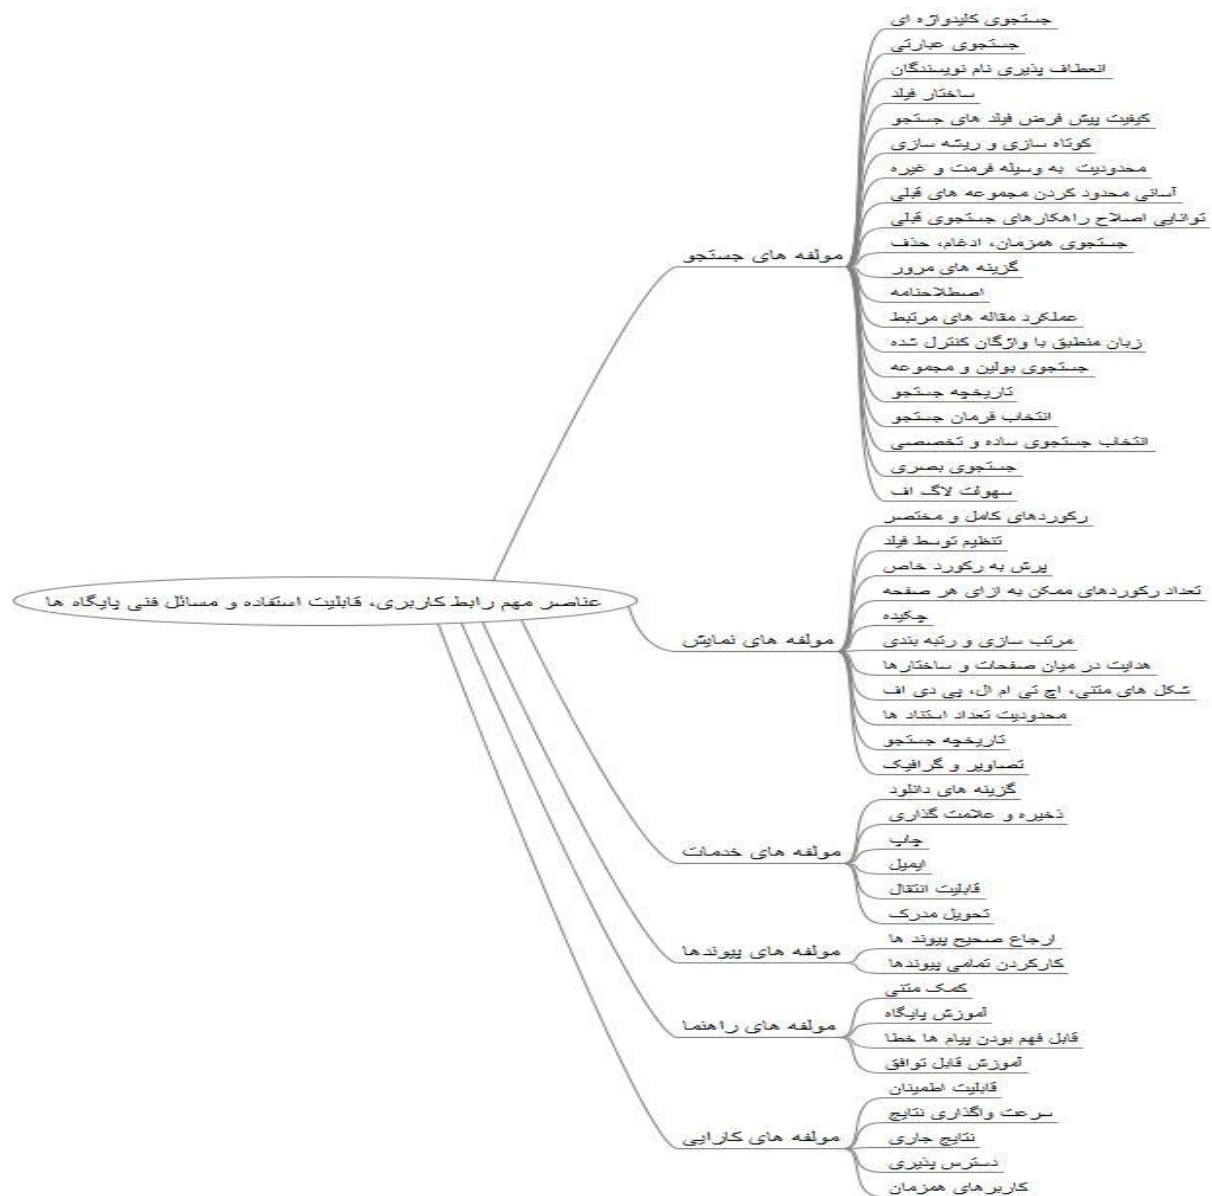 عناصر مهم رابط کاربری، قابلیت استفاده و مسائل فنی پایگاه ها
مولفه های جستجو
جستجوی کلیدواژه ای
جستجوی عبارتی
انعطاف پذیری نام نویسندگان
ساختار فیلد
کیفیت پیش فرض فیلد های جستجو
کوتاه سازی و ریشه سازی
محدودیت به وسیله فرمت و غیره
آسانی محدود کردن مجموعه های قبلی
توانایی اصلاح راهکارهای جستجوی قبلی
جستجوی همزمان، ادغام، حذف
گزینه های مرور
اصطلاحنامه
عملکرد مقاله های مرتبط
زبان منطبق با واژگان کنترل شده
جستجوی بولین و مجموعه
تاریخچه جستجو
انتخاب فرمان جستجو
انتخاب جستجوی ساده و تخصصی
جستجوی بصری
سهولت لاگ اف
مولفه های نمایش
رکوردهای کامل و مختصر
تنظیم توسط فیلد
پرش به رکورد خاص
تعداد رکوردهای ممکن به ازای هر صفحه
چکیده
مرتب سازی و رتبه بندی
هدایت در میان صفحات و ساختارها
شکل های متنی، اچ تی ام ال، پی دی اف
محدودیت تعداد استناد ها
تاریخچه جستجو
تصاویر و گرافیک
مولفه های خدمات
گزینه های دانلود
ذخیره و علامت گذاری
چاپ
ایمیل
قابلیت انتقال
تحویل مدرک
مولفه های پیوندها
ارجاع صحیح پیوند ها
کارکردن تمامی پیوندها
مولفه های راهنما
کمک متنی
آموزش پایگاه
قابل فهم بودن پیام ها خطا
آموزش قابل توافق
مولفه های کارایی
قابلیت اطمینان
سرعت واگذاری نتایج
نتایج جاری
دسترس پذیری
کاربرهای همزمان